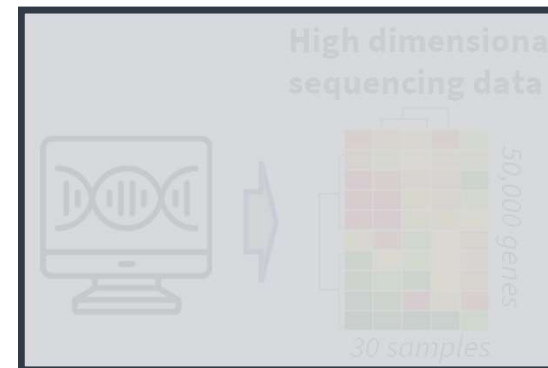 High dimensiona
sequencing data
50,000 genes
30 samples